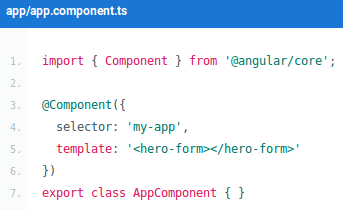 app/app.component.ts
1. import { Component } from '@angular/core';
2.
3. @Component({
4.   selector: 'my-app',
5.   template: '<hero-form></hero-form>'
6. })
7. export class AppComponent { }